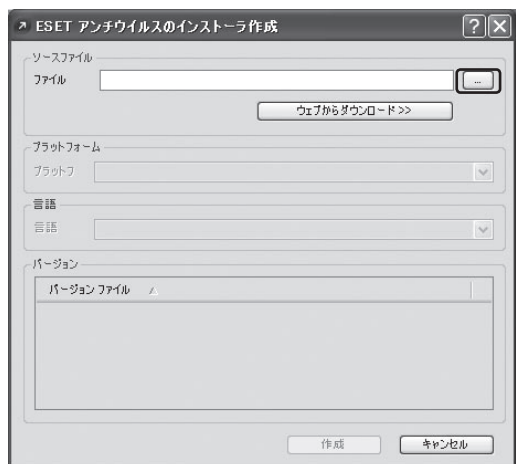 ESET アンチウイルスのインストーラ作成
ソースファイル
ファイル
...
ウェブからダウンロード >>
プラットフォーム
プラットフ
言語
言語
バージョン
バージョン ファイル
作成
キャンセル